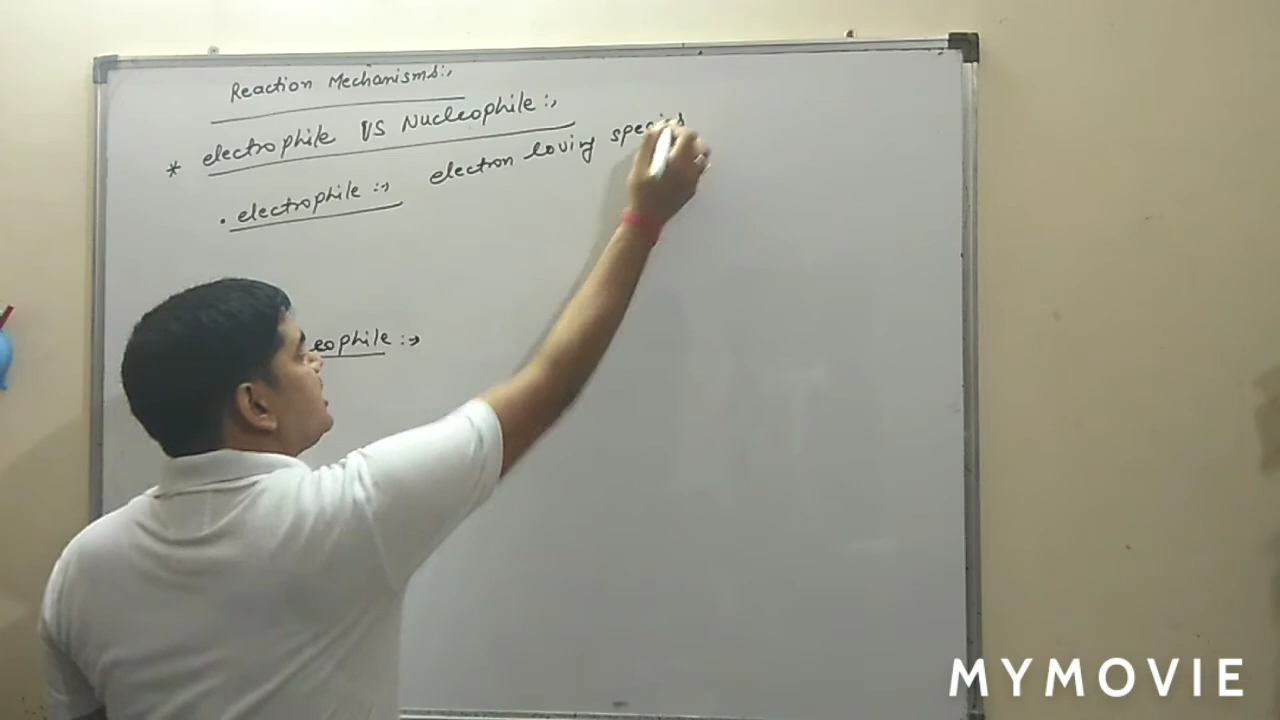 Reaction Mechanisms:,
* electrophile VS Nucleophile:,
. electrophile :→ electron loving species
eophile :→
MYMOVIE